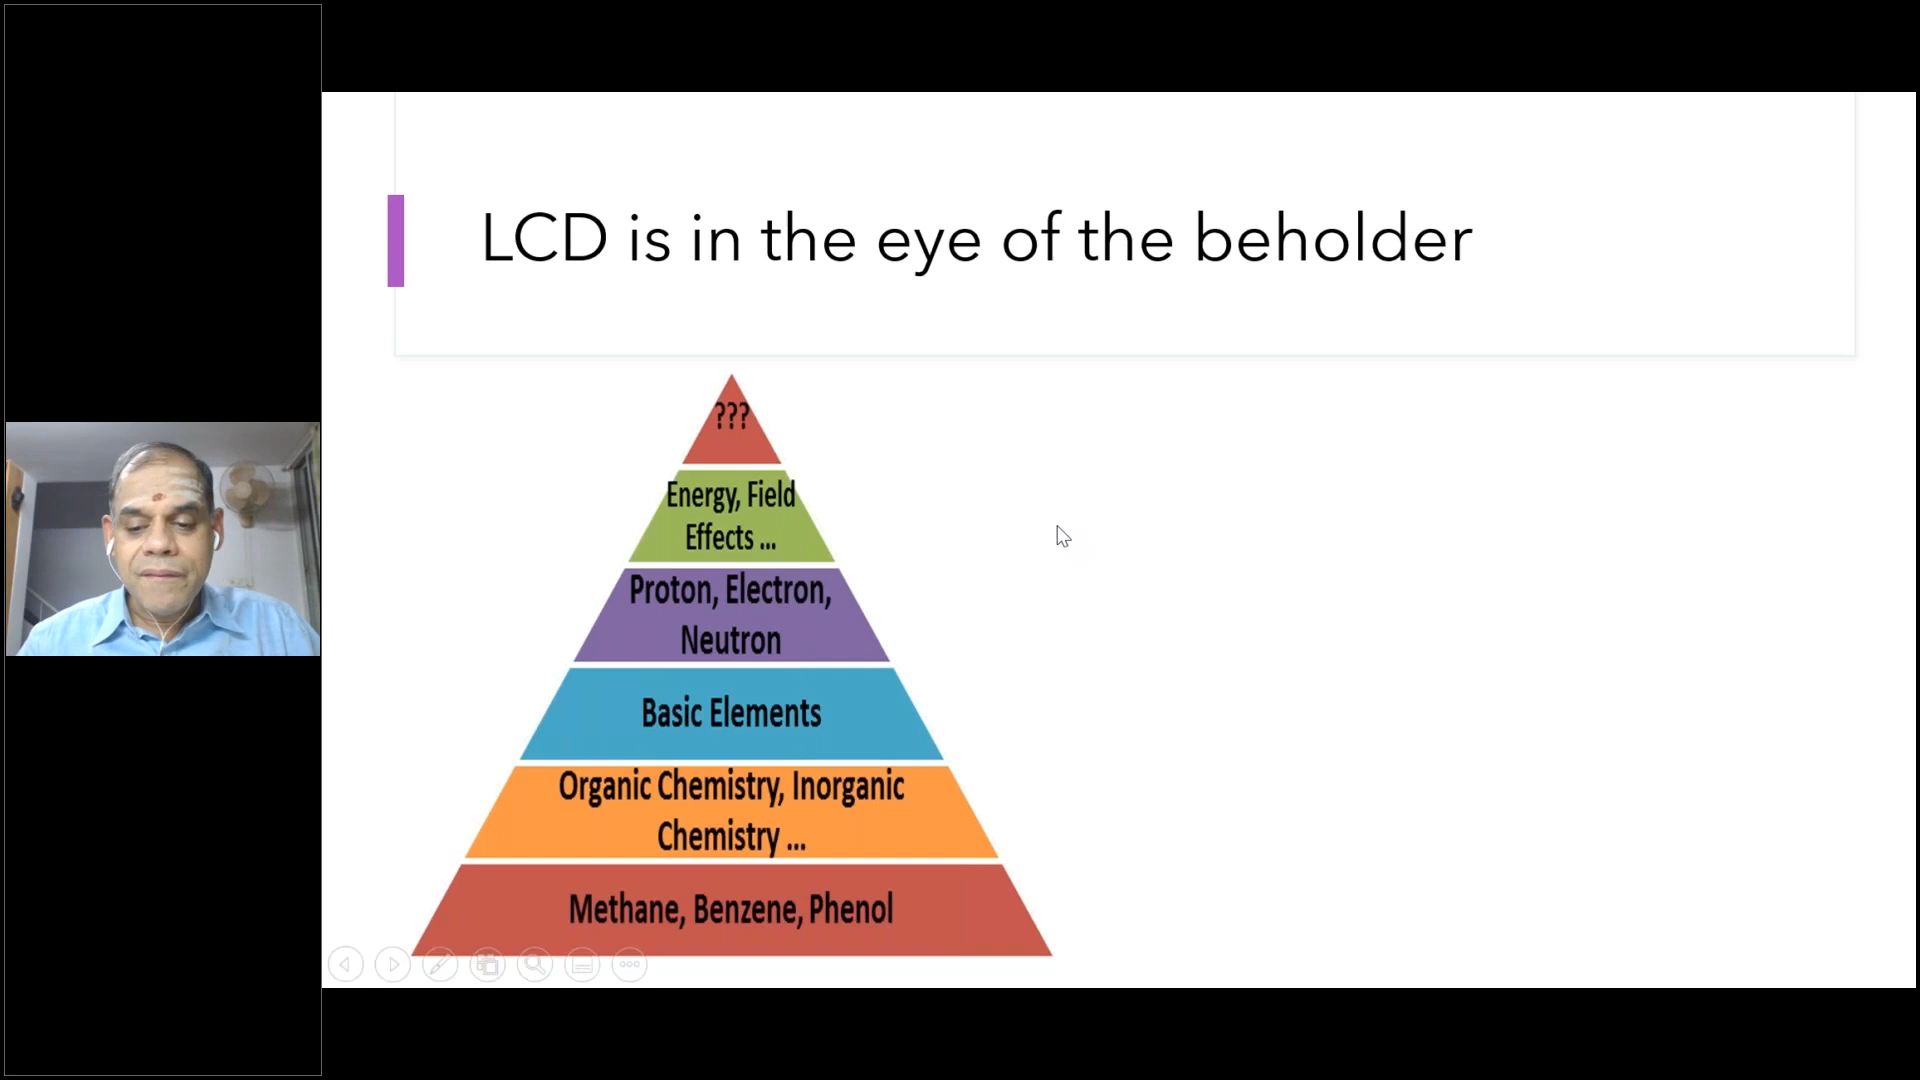 LCD is in the eye of the beholder
???
Energy, Field
Effects ...
Proton, Electron,
Neutron
Basic Elements
Organic Chemistry, Inorganic
Chemistry ...
Methane, Benzene, Phenol